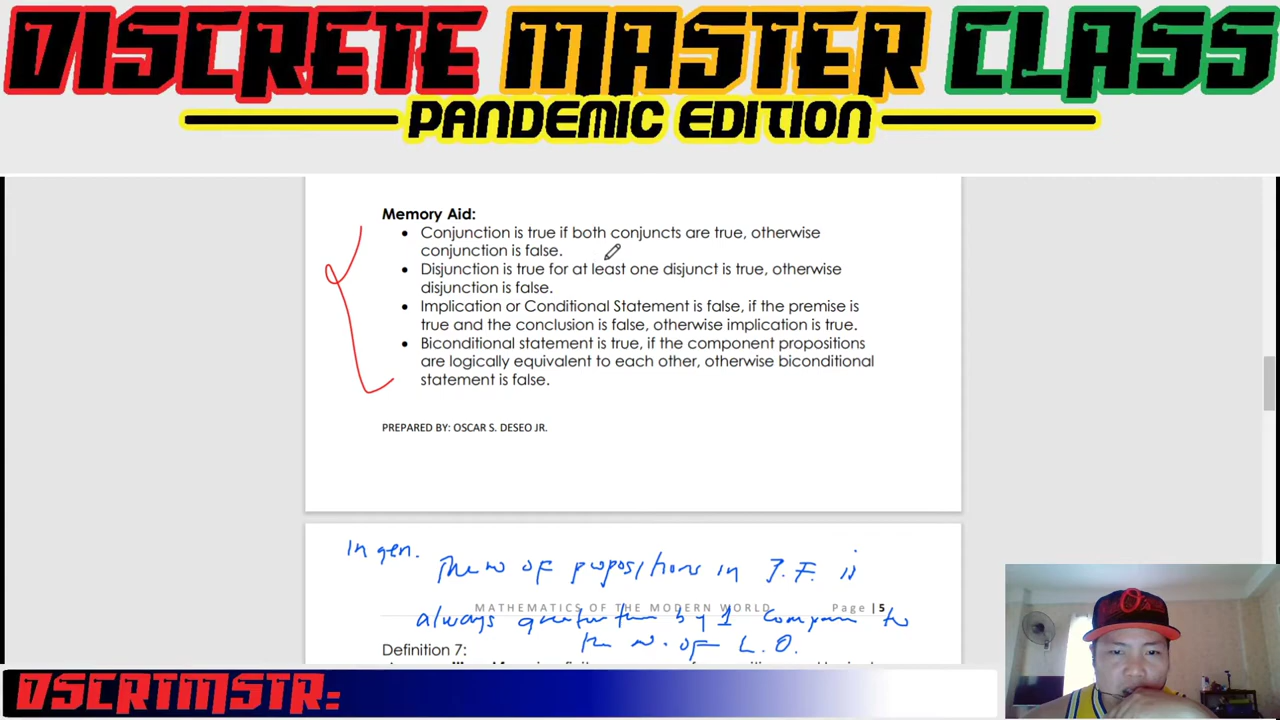 DISCRETE MASTER CLASS
PANDEMIC EDITION
Memory Aid:
• Conjunction is true if both conjuncts are true, otherwise
conjunction is false.
• Disjunction is true for at least one disjunct is true, otherwise
disjunction is false.
• Implication or Conditional Statement is false, if the premise is
true and the conclusion is false, otherwise implication is true.
• Biconditional statement is true, if the component propositions
are logically equivalent to each other, otherwise biconditional
statement is false.
PREPARED BY: OSCAR S. DESEO JR.
In gen.
The no of propositions in P.F. is
MATHEMATICS OF THE MODERN WORLD Page | 5
always greater than by 1 compare to
the no. of L.O.
Definition 7:
DSCRTMSTR: